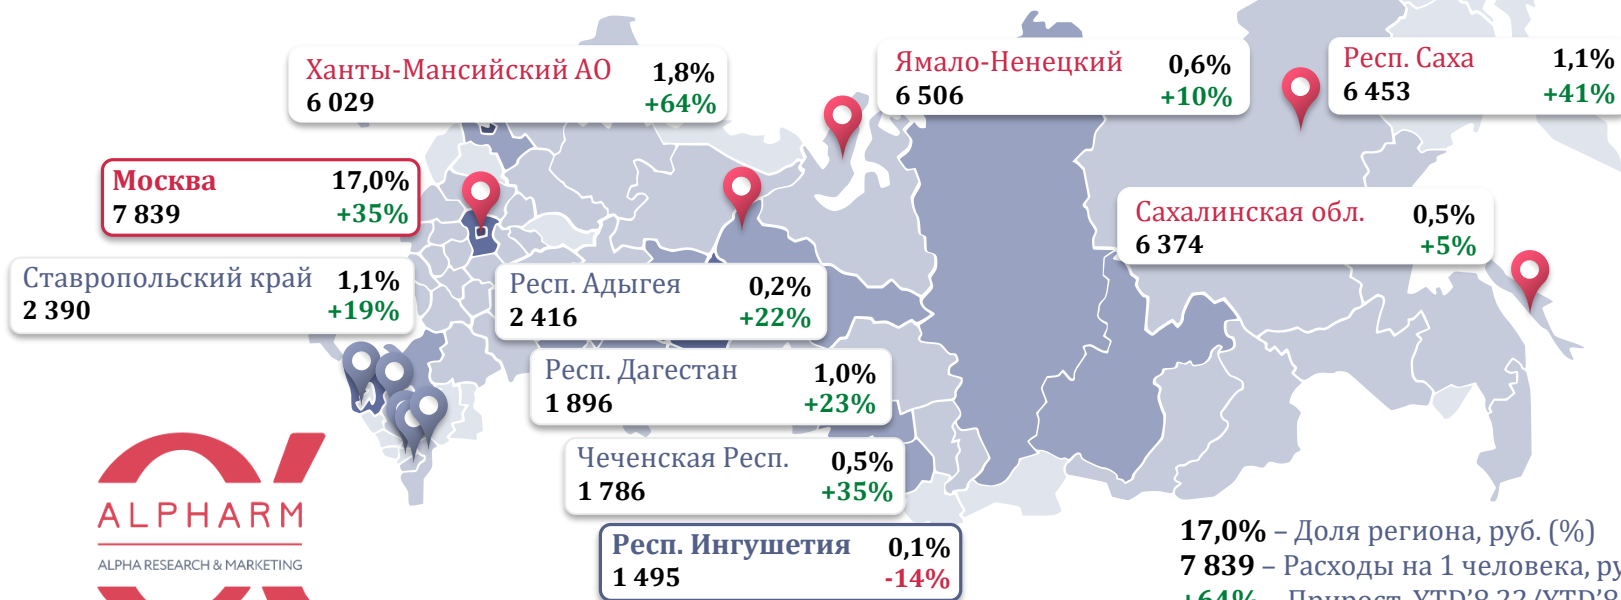 Ханты-Мансийский АО 1,8%
6 029 +64%
Ямало-Ненецкий 0,6%
6 506 +10%
Респ. Саха 1,1%
6 453 +41%
Москва 17,0%
7 839 +35%
Сахалинская обл. 0,5%
6 374 +5%
Ставропольский край 1,1%
2 390 +19%
Респ. Адыгея 0,2%
2 416 +22%
Респ. Дагестан 1,0%
1 896 +23%
Чеченская Респ. 0,5%
1 786 +35%
Респ. Ингушетия 0,1%
1 495 -14%
ALPHARM
ALPHA RESEARCH & MARKETING
17,0% – Доля региона, руб. (%)
7 839 – Расходы на 1 человека,
+64% – Прирост,